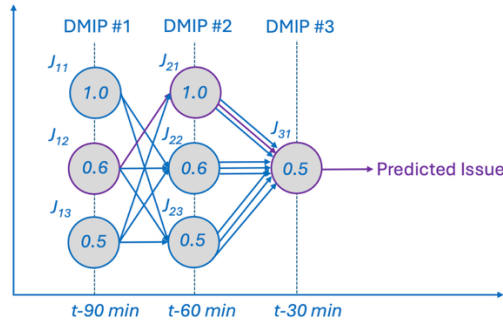 DMIP #1 DMIP #2 DMIP #3
J11 J21
1.0 1.0
J12 J22 J31
0.6 0.6 0.5 Predicted Issue
J13 J23
0.5 0.5
t-90 min t-60 min t-30 min